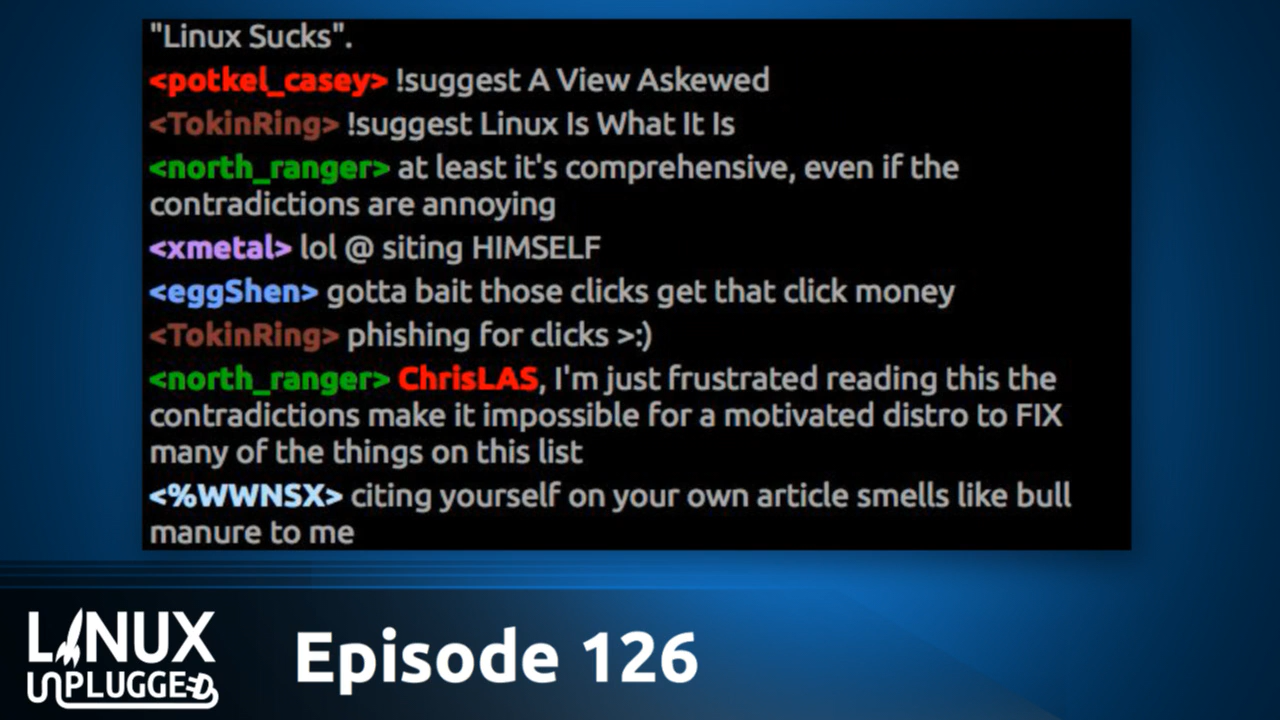 "Linux Sucks".
<potkel_casey> !suggest A View Askewed
<TokinRing> !suggest Linux Is What It Is
<north_ranger> at least it's comprehensive, even if the
contradictions are annoying
<xmetal> lol @ siting HIMSELF
<eggShen> gotta bait those clicks get that click money
<TokinRing> phishing for clicks >:)
<north_ranger> ChrisLAS, I'm just frustrated reading this the
contradictions make it impossible for a motivated distro to FIX
many of the things on this list
<%WWNSX> citing yourself on your own article smells like bull
manure to me
LINUX
UNPLUGGED
Episode 126